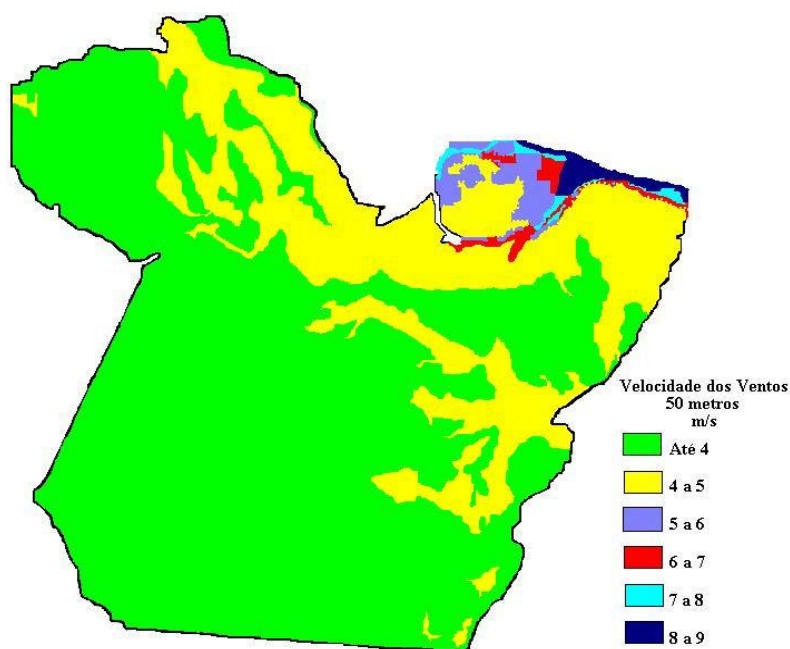 Velocidade dos Ventos
50 metros
m/s
Até 4
4 a 5
5 a 6
6 a 7
7 a 8
8 a 9